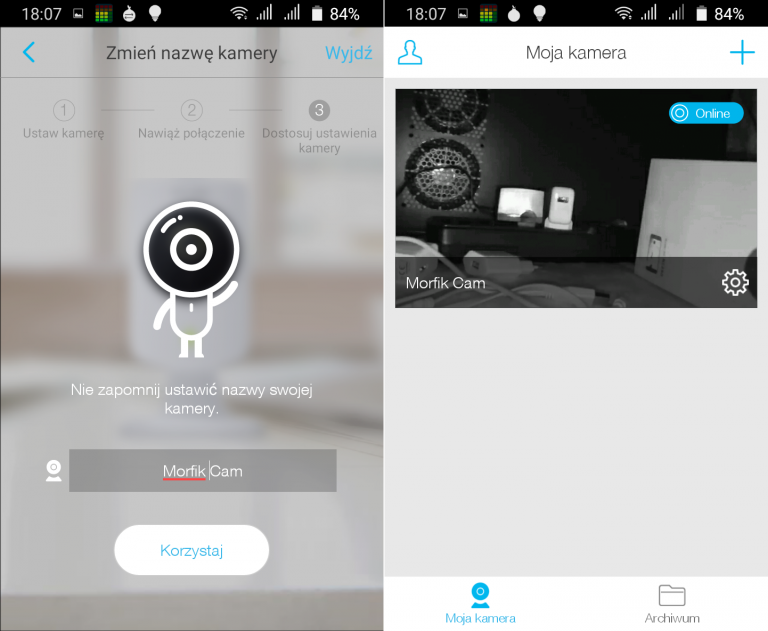 18:07
84%
Zmień nazwę kamery
Wyjdź
1
2
3
Ustaw kamerę
Nawiąż połączenie
Dostosuj ustawienia
kamery
Nie zapomnij ustawić nazwy swojej
kamery.
Morfik Cam
Korzystaj
18:07
84%
Moja kamera
Online
Morfik Cam
Moja kamera
Archiwum